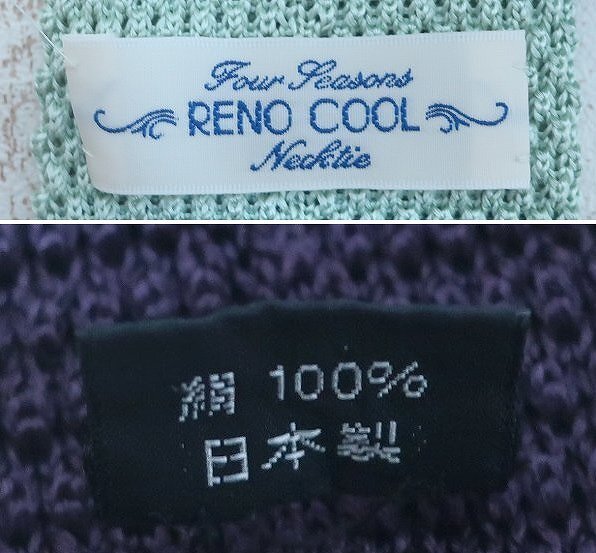 Four Seasons
RENO COOL
Necktie
絹 100%
日本製